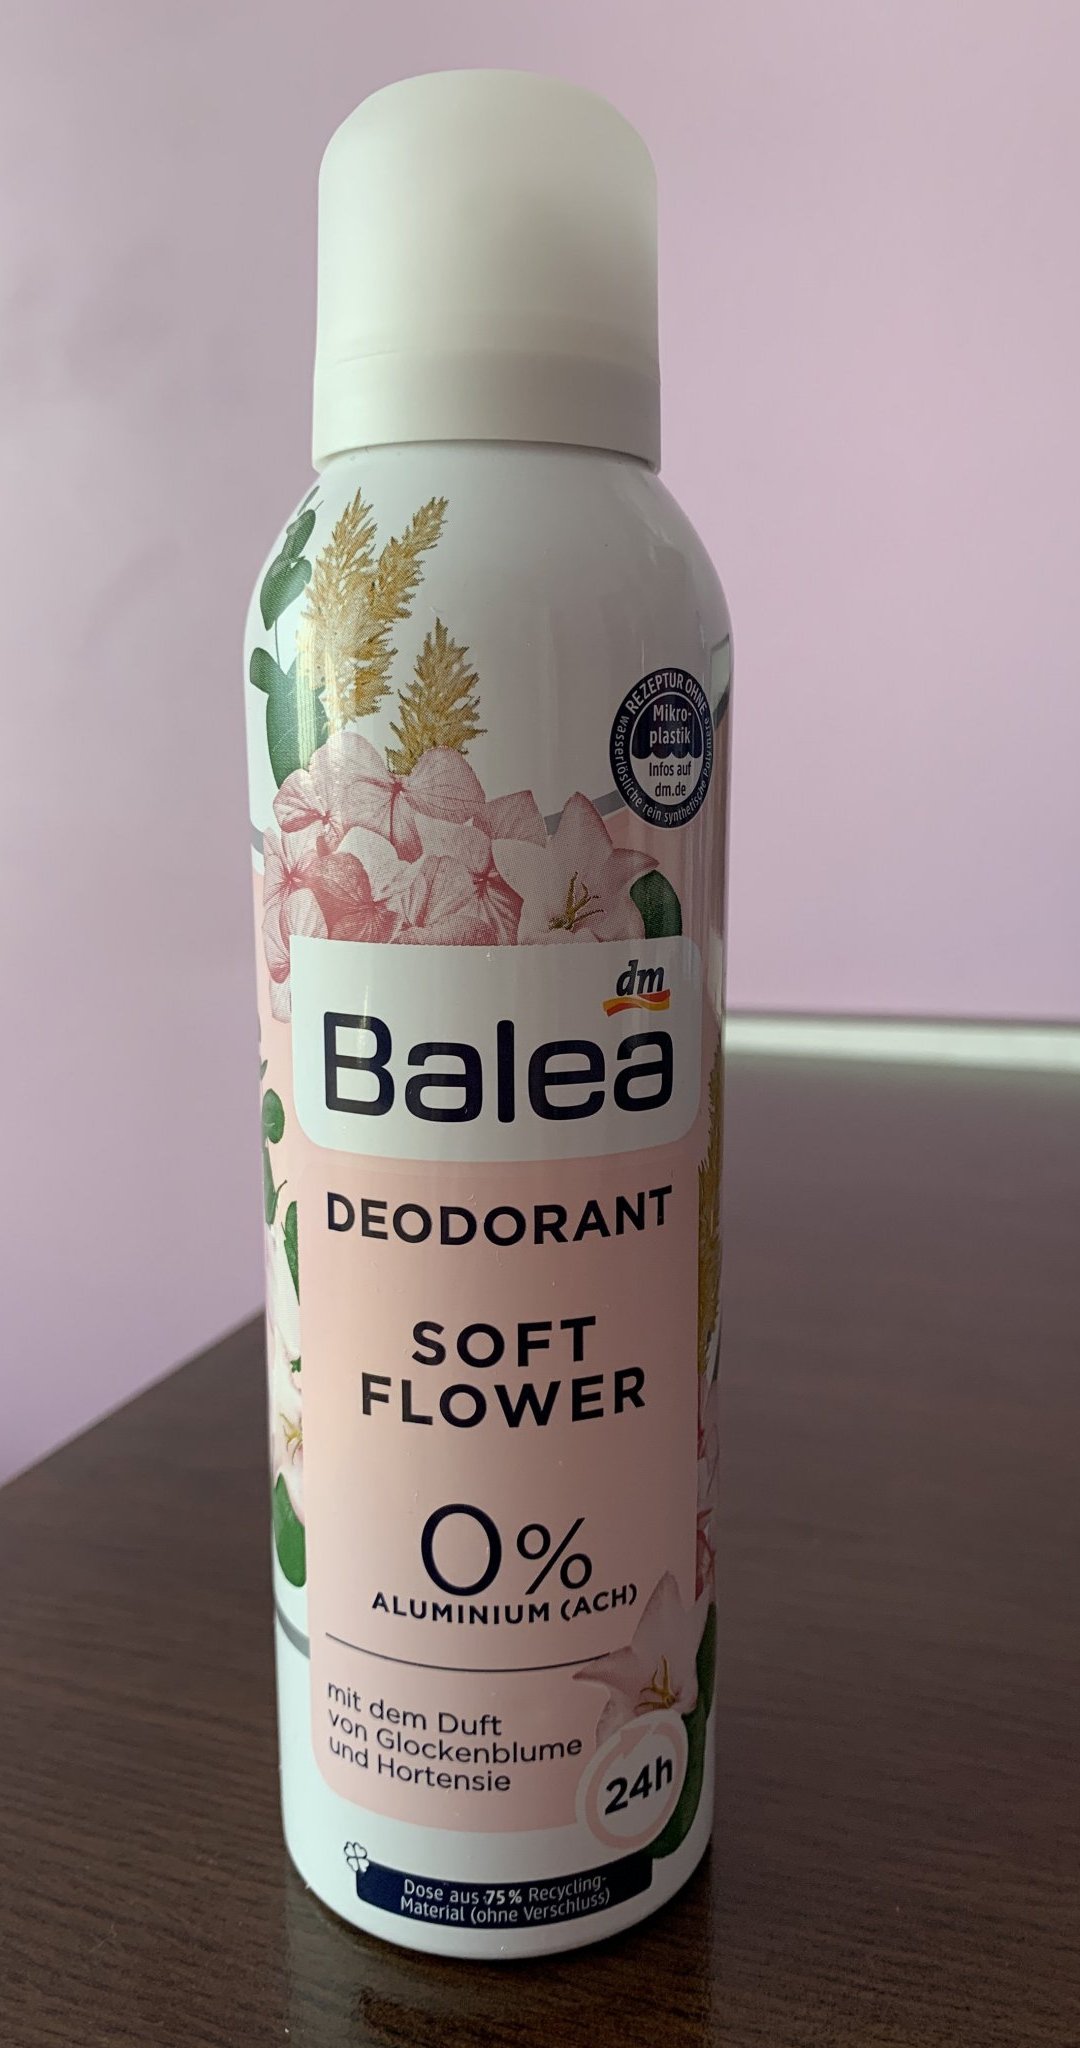 REZEPTUR OHNE
Mikro-
plastik
Infos auf
dm.de
wasserlösliche rein synthetische Polymere
dm
Balea
DEODORANT
SOFT
FLOWER
0%
ALUMINIUM (ACH)
mit dem Duft
von Glockenblume
und Hortensie
24h
Dose aus 75% Recycling-
Material (ohne Verschluss)